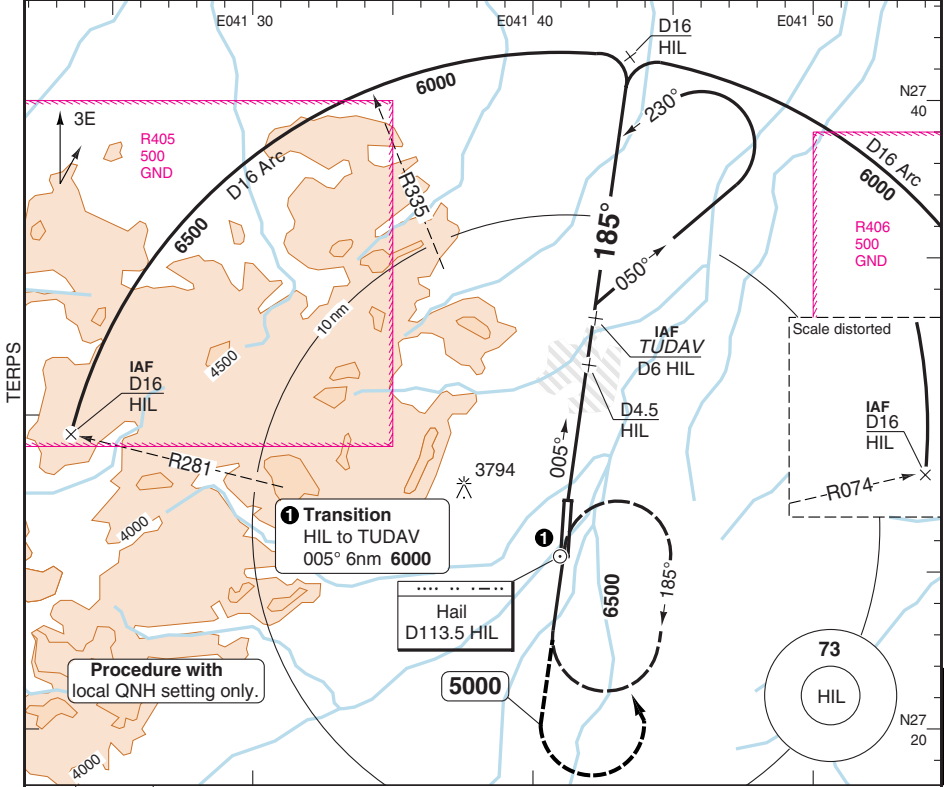 E041 30
E041 40
E041 50
D16
HIL
N27
40
3E
R405
500
GND
6000
D16 Arc
6500
R335
230°
185°
050°
D16 Arc
6000
R406
500
GND
10 nm
4500
TERPS
IAF
D16
HIL
IAF
TUDAV
D6 HIL
D4.5
HIL
Scale distorted
IAF
D16
HIL
R074
R281
005°
3794
4000
1 Transition
HIL to TUDAV
005° 6nm 6000
1
.... .. .-..
Hail
D113.5 HIL
6500
185°
73
HIL
Procedure with
local QNH setting only.
5000
N27
20
4000